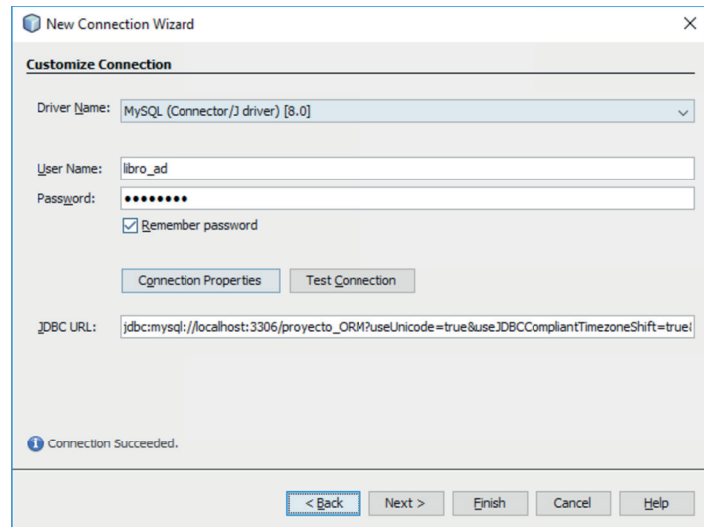 New Connection Wizard
Customize Connection
Driver Name: MySQL (Connector/J driver) [8.0]
User Name: libro_ad
Password: ●●●●●●●●
Remember password
Connection Properties Test Connection
JDBC URL: jdbc:mysql://localhost:3306/proyecto_ORM?useUnicode=true&useJDBCCompliantTimezoneShift=true&
Connection Succeeded.
< Back Next > Finish Cancel Help